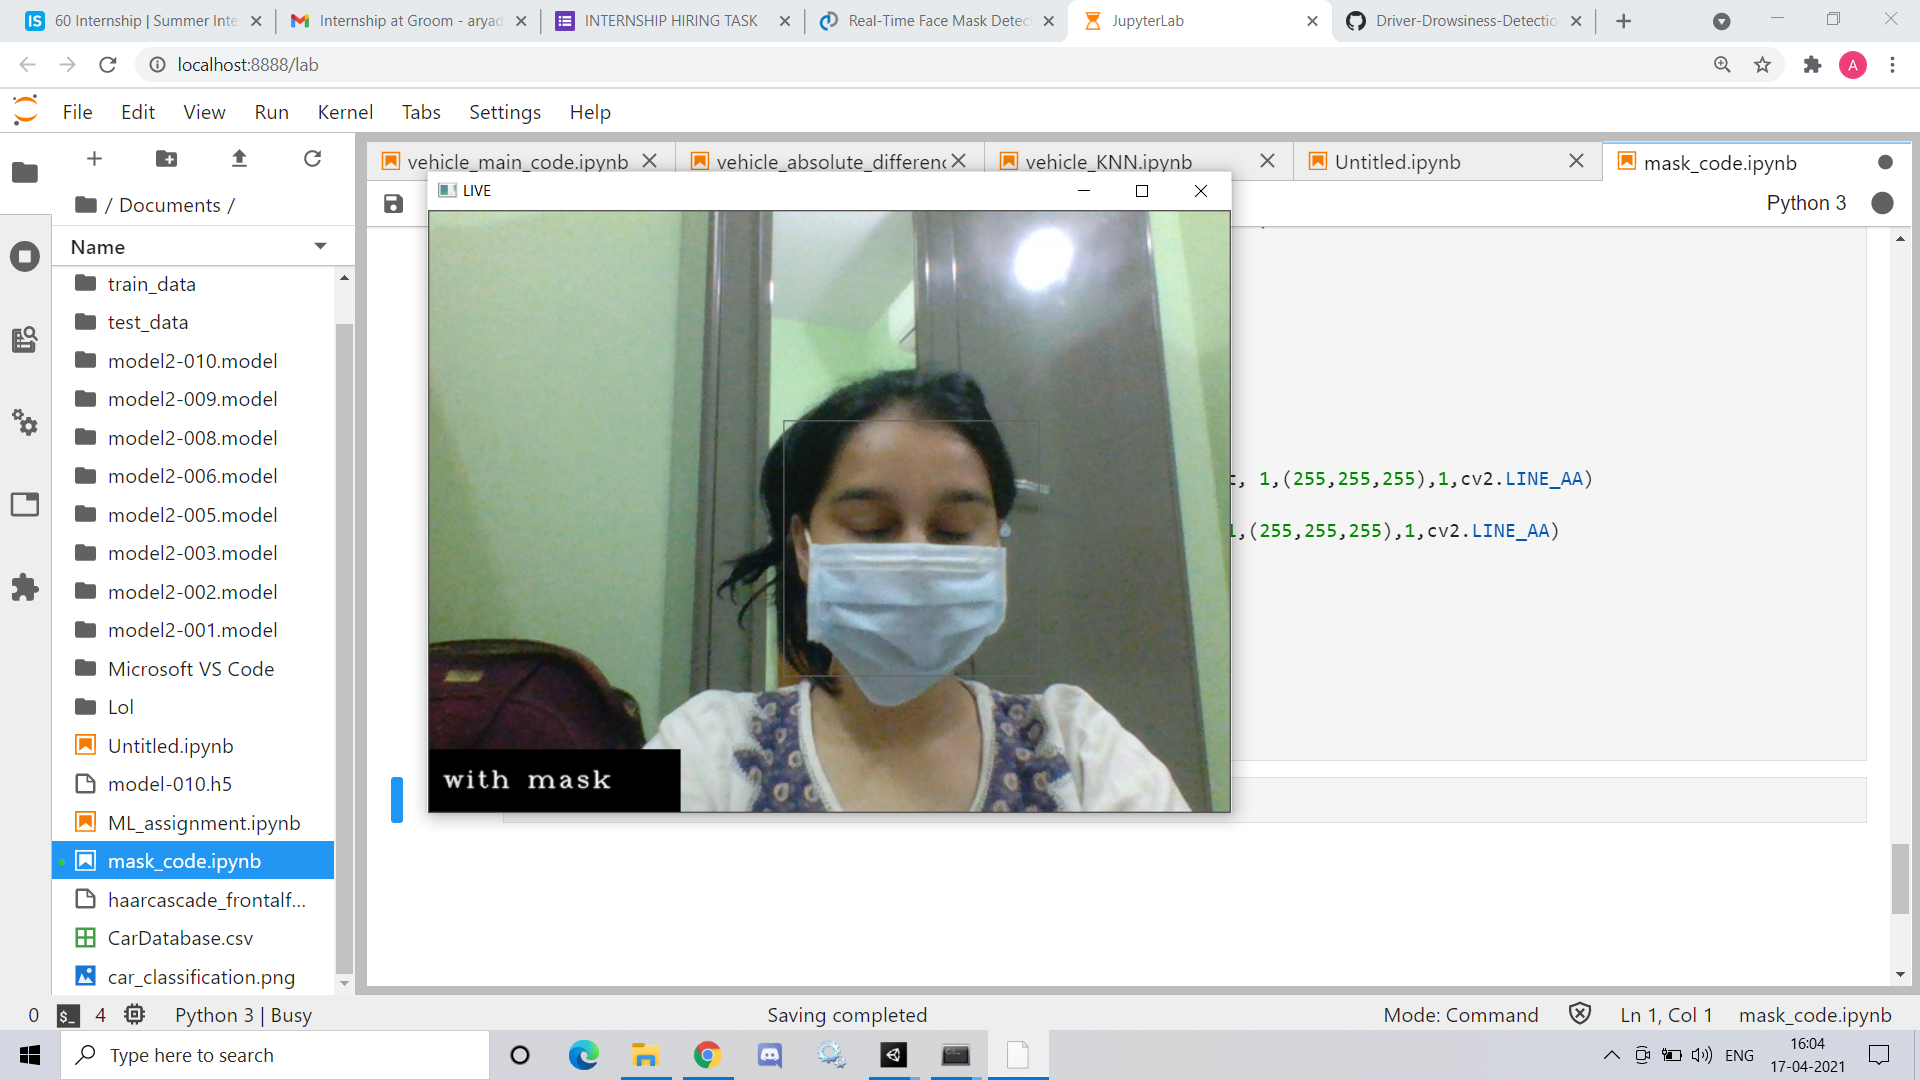 60 Internship | Summer Inte
Internship at Groom - aryad
INTERNSHIP HIRING TASK
Real-Time Face Mask Detec
JupyterLab
Driver-Drowsiness-Detectio
localhost:8888/lab
A
File Edit View Run Kernel Tabs Settings Help
vehicle_main_code.ipynb
vehicle_absolute_differenc
vehicle_KNN.ipynb
Untitled.ipynb
mask_code.ipynb
/ Documents /
LIVE
Python 3
Name
train_data
test_data
model2-010.model
model2-009.model
model2-008.model
model2-006.model
model2-005.model
model2-003.model
model2-002.model
model2-001.model
Microsoft VS Code
Lol
Untitled.ipynb
model-010.h5
ML_assignment.ipynb
mask_code.ipynb
haarcascade_frontalf...
CarDatabase.csv
car_classification.png
, 1,(255,255,255),1,cv2.LINE_AA)
,(255,255,255),1,cv2.LINE_AA)
with mask
0 $_ 4 Python 3 | Busy
Saving completed
Mode: Command
Ln 1, Col 1 mask_code.ipynb
Type here to search
ENG
16:04
17-04-2021